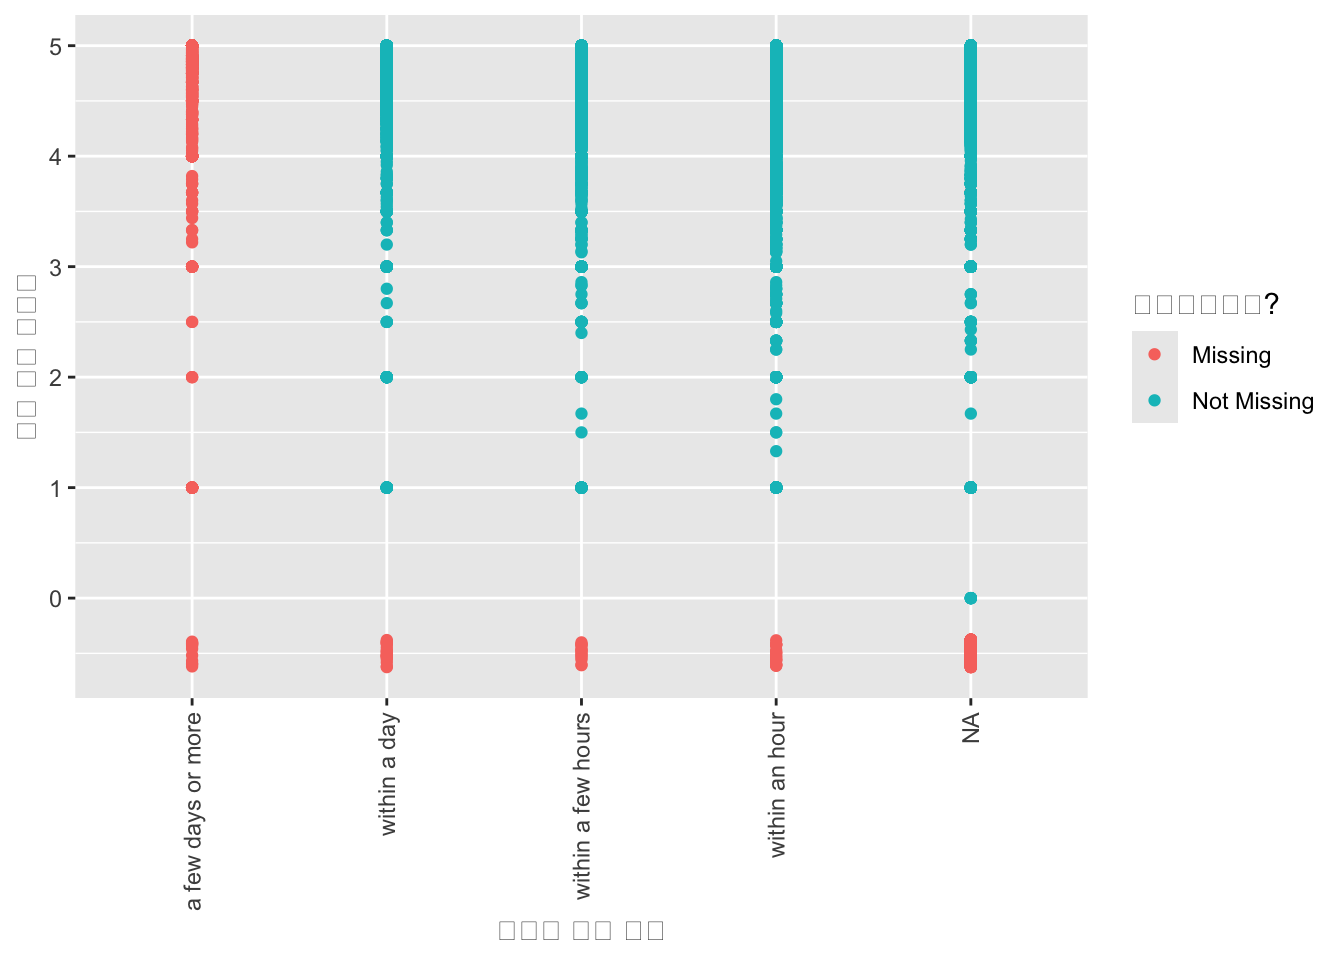 5
4
3
2
1
0
a few days or more
within a day
within a few hours
within an hour
NA
?
Missing
Not Missing